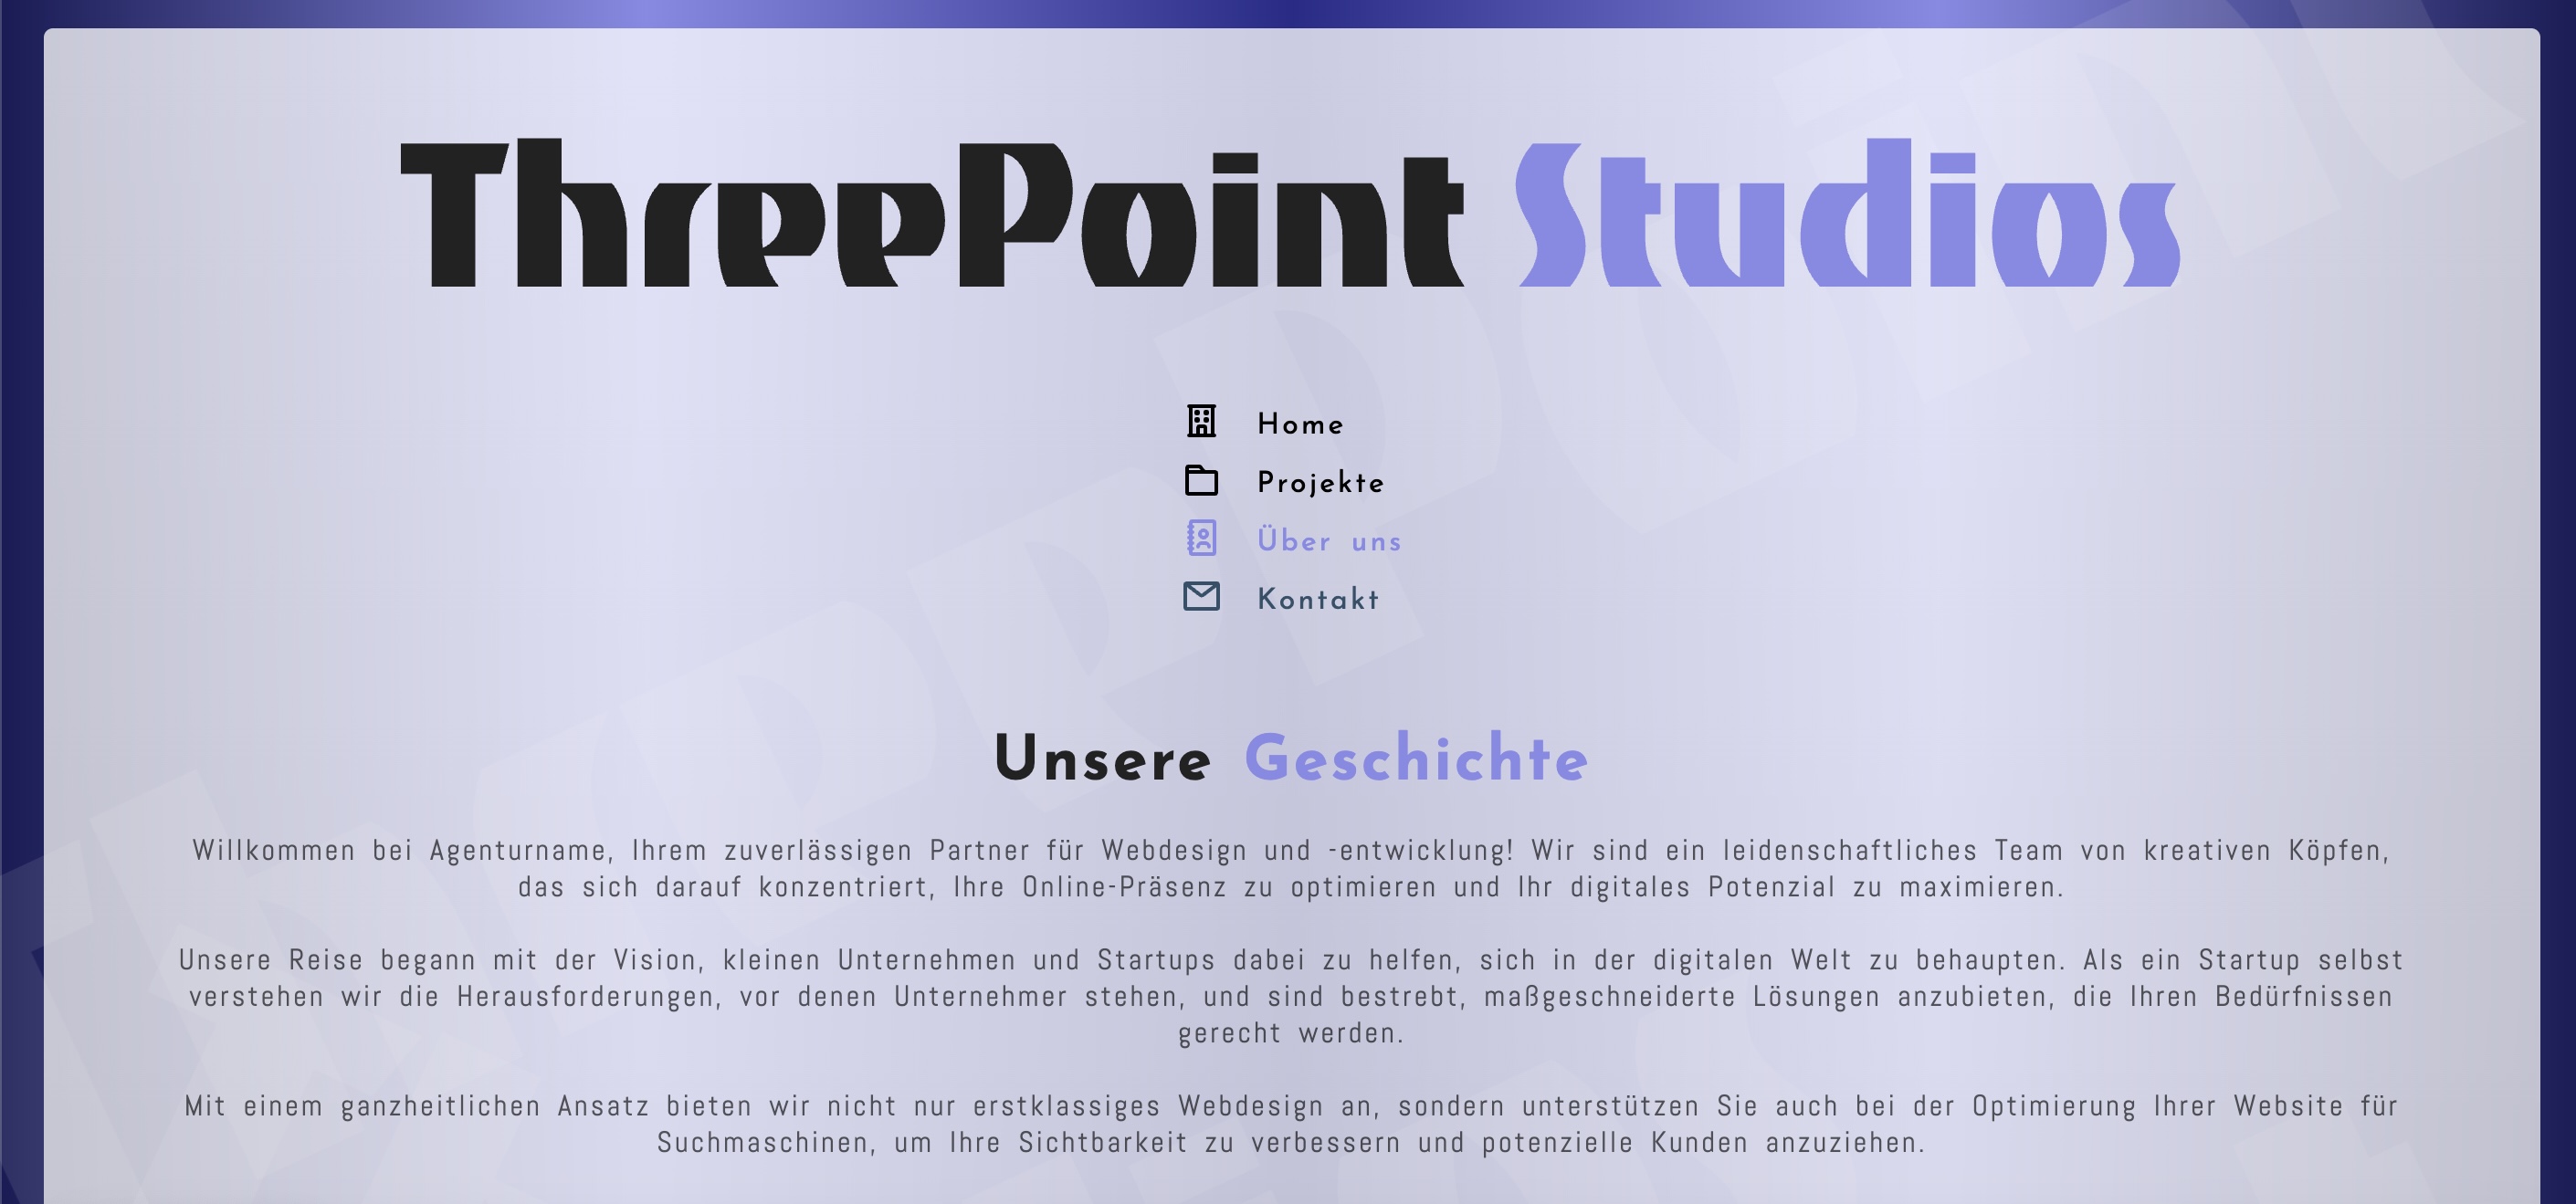 ThreePoint Studios
Home
Projekte
Über uns
Kontakt
Unsere Geschichte
Willkommen bei Agenturname, Ihrem zuverlässigen Partner für Webdesign und -entwicklung! Wir sind ein leidenschaftliches Team von kreativen Köpfen,
das sich darauf konzentriert, Ihre Online-Präsenz zu optimieren und Ihr digitales Potenzial zu maximieren.
Unsere Reise begann mit der Vision, kleinen Unternehmen und Startups dabei zu helfen, sich in der digitalen Welt zu behaupten. Als ein Startup selbst
verstehen wir die Herausforderungen, vor denen Unternehmer stehen, und sind bestrebt, maßgeschneiderte Lösungen anzubieten, die Ihren Bedürfnissen
gerecht werden.
Mit einem ganzheitlichen Ansatz bieten wir nicht nur erstklassiges Webdesign an, sondern unterstützen Sie auch bei der Optimierung Ihrer Website für
Suchmaschinen, um Ihre Sichtbarkeit zu verbessern und potenzielle Kunden anzuziehen.